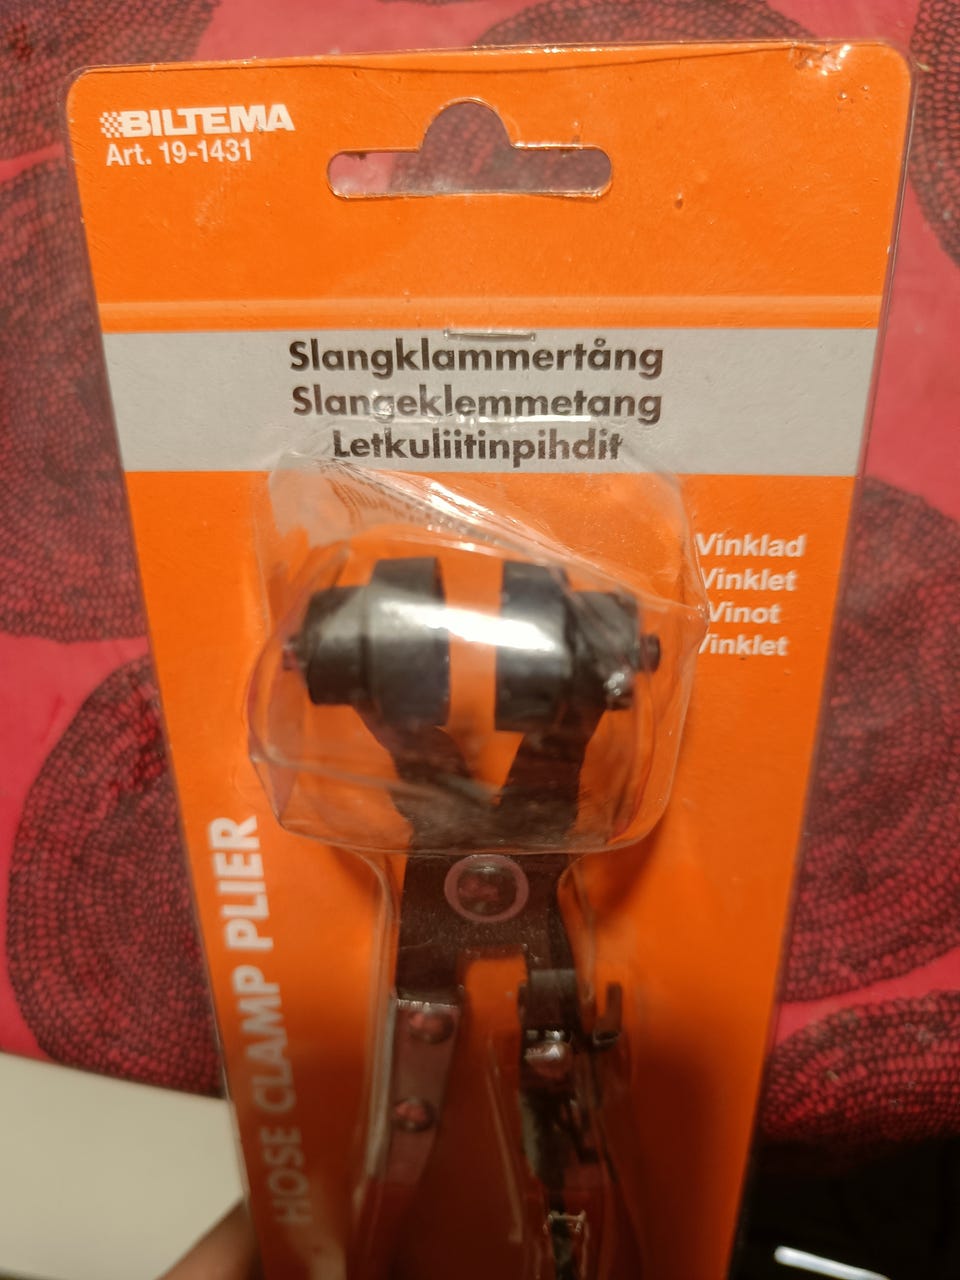 BILTEMA
Art. 19-1431
Slangklammertång
Slangeklemmetang
Letkuliitinpihdit
Vinklad
Vinklet
Vinot
Vinklet
HOSE CLAMP PLIER